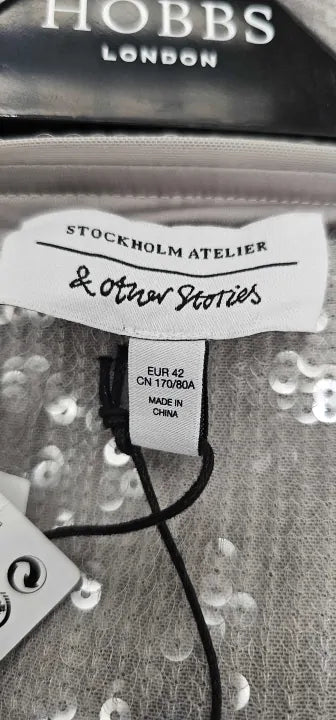 HOBBS
LONDON
STOCKHOLM ATELIER
& other Stories
EUR 42
CN 170/80A
MADE IN
CHINA